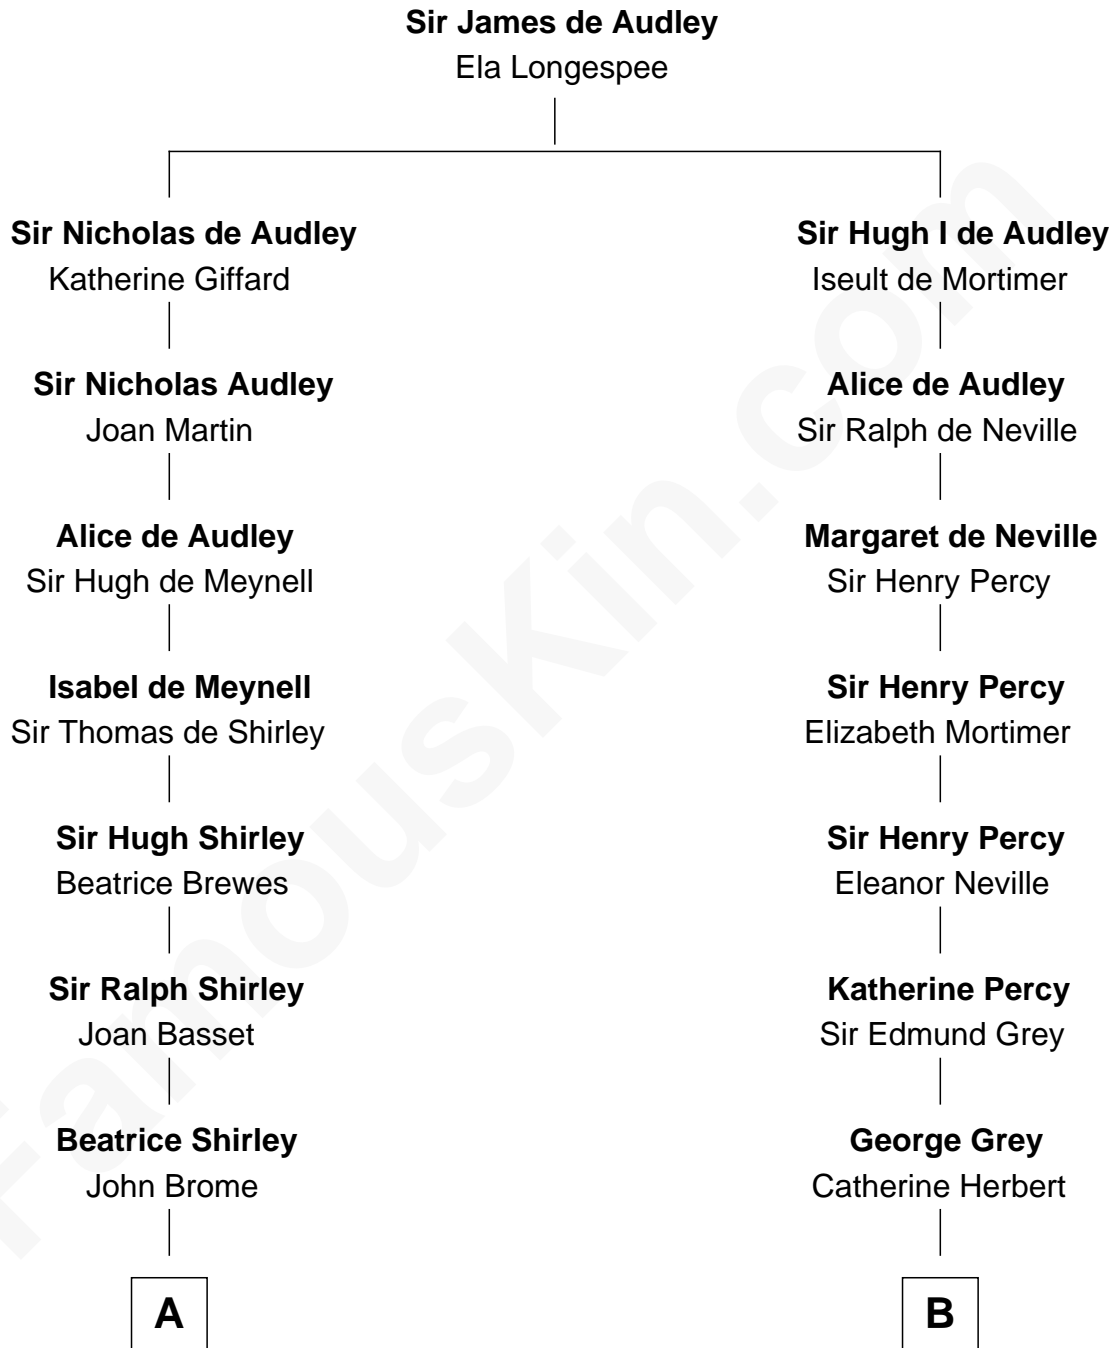 Sir James de Audley
Ela Longespee
Sir Nicholas de Audley
Katherine Giffard
Sir Hugh I de Audley
Iseult de Mortimer
Sir Nicholas Audley
Joan Martin
Alice de Audley
Sir Ralph de Neville
Alice de Audley
Sir Hugh de Meynell
Margaret de Neville
Sir Henry Percy
Isabel de Meynell
Sir Thomas de Shirley
Sir Henry Percy
Elizabeth Mortimer
Sir Hugh Shirley
Beatrice Brewes
Sir Henry Percy
Eleanor Neville
Sir Ralph Shirley
Joan Basset
Katherine Percy
Sir Edmund Grey
Beatrice Shirley
John Brome
George Grey
Catherine Herbert
A
B
FamousKin.com